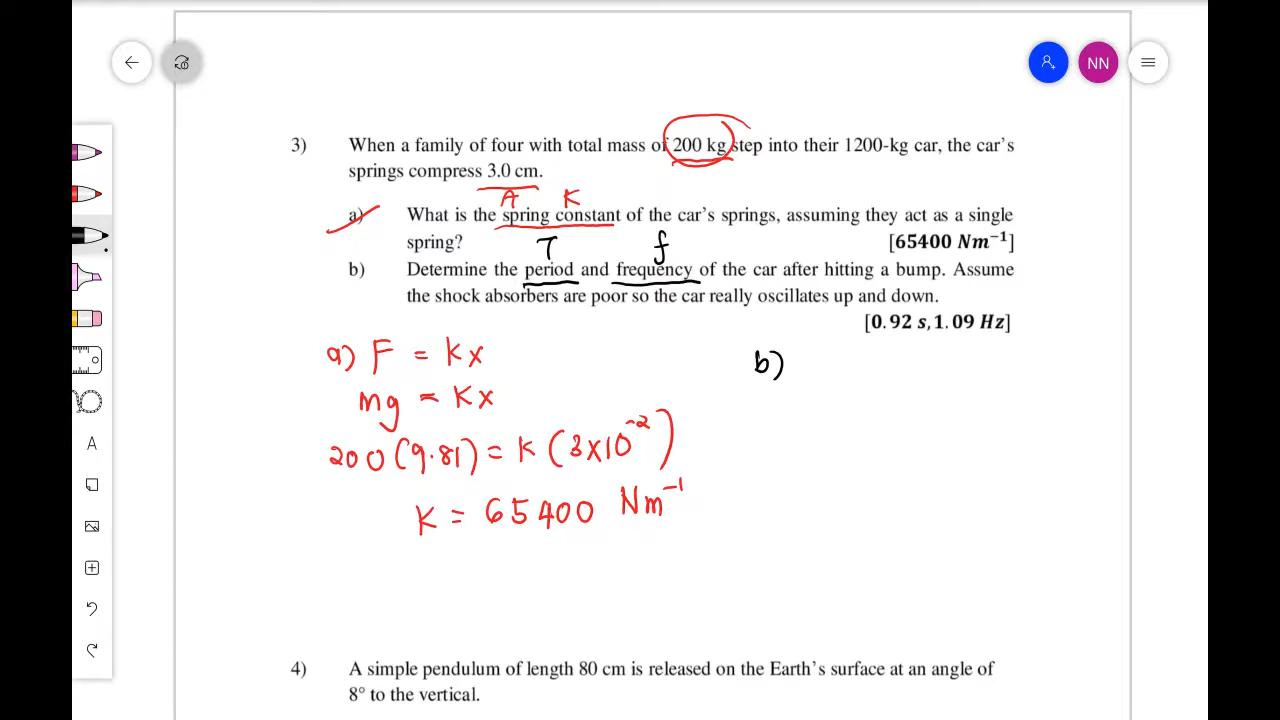 NN
3) When a family of four with total mass of 200 kg step into their 1200-kg car, the car's
springs compress 3.0 cm.
A K
a) What is the spring constant of the car's springs, assuming they act as a single
spring? [65400 Nm⁻¹]
T f
b) Determine the period and frequency of the car after hitting a bump. Assume
the shock absorbers are poor so the car really oscillates up and down.
[0.92 s, 1.09 Hz]
a) F = Kx
b)
mg = Kx
200 (9.81) = K (3×10⁻²)
K = 65400 Nm⁻¹
A
4) A simple pendulum of length 80 cm is released on the Earth's surface at an angle of
8° to the vertical.